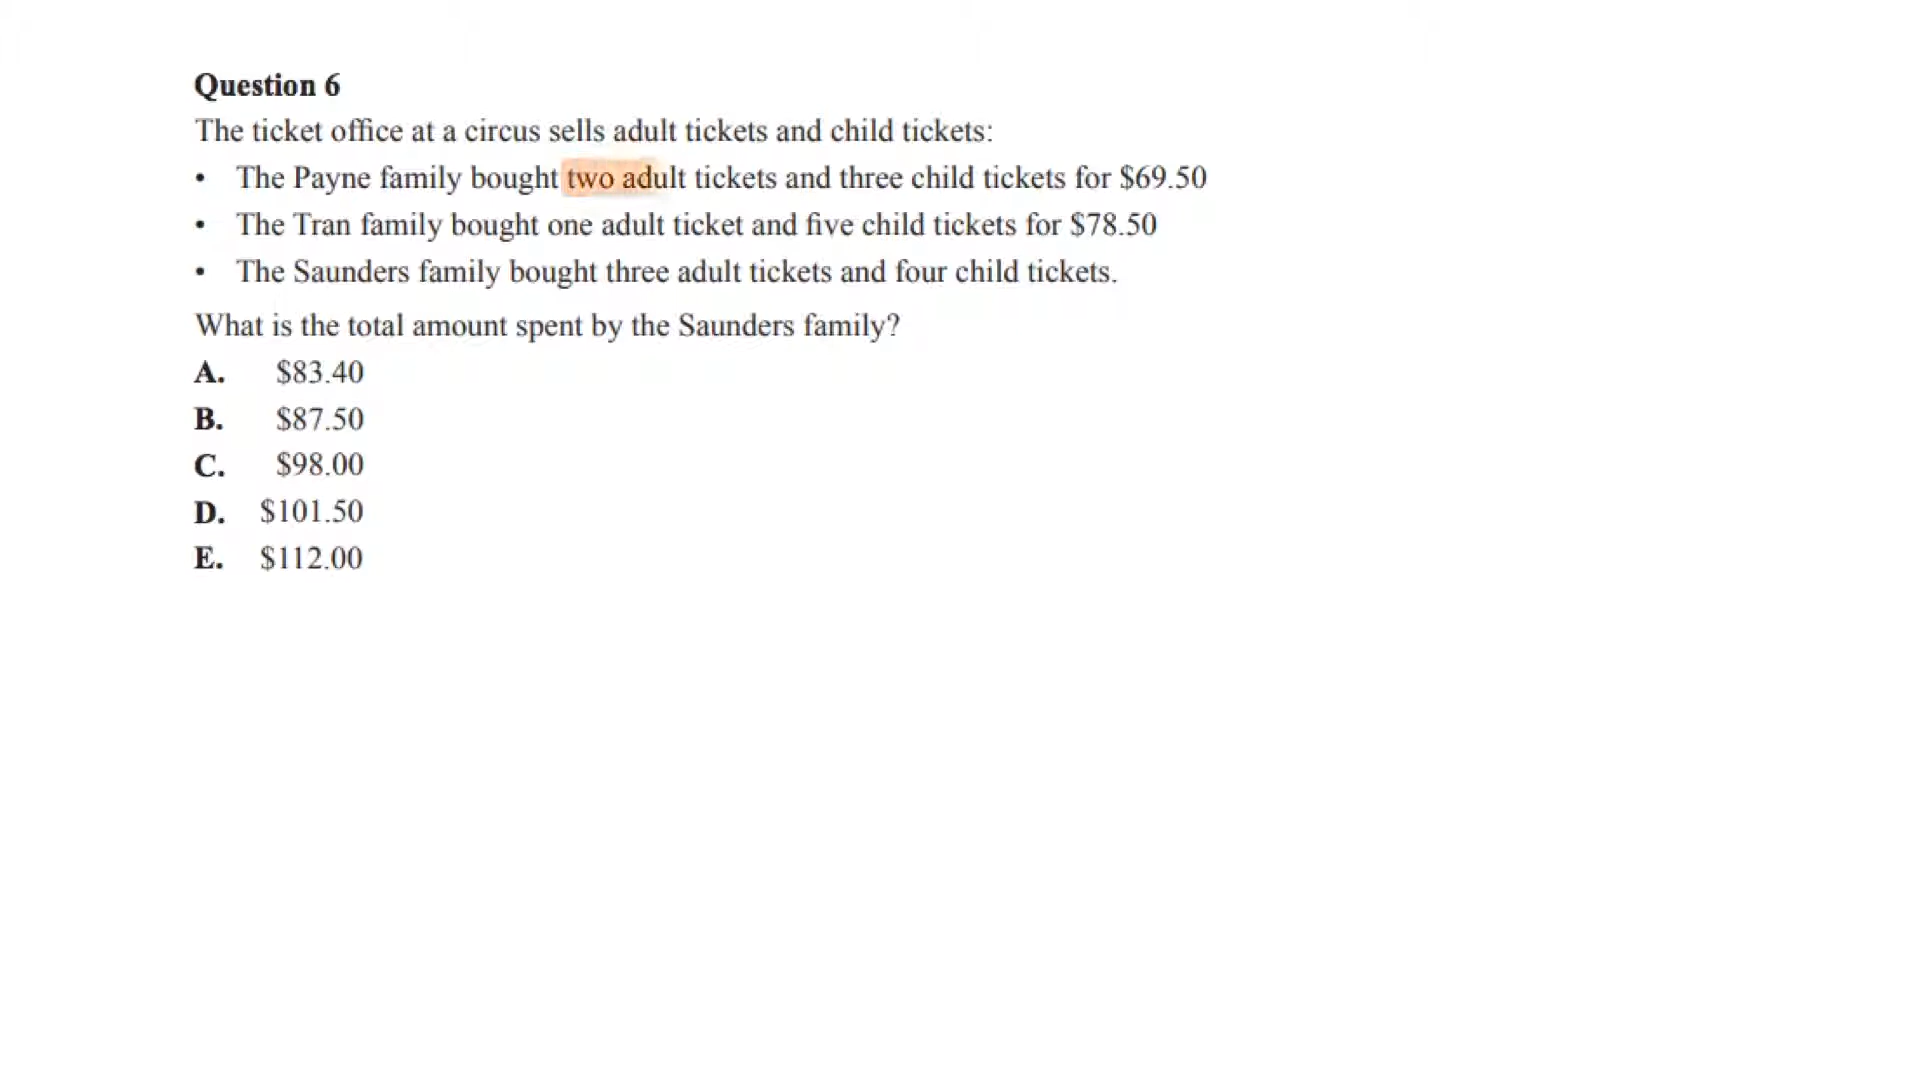 Question 6
The ticket office at a circus sells adult tickets and child tickets:
• The Payne family bought two adult tickets and three child tickets for $69.50
• The Tran family bought one adult ticket and five child tickets for $78.50
• The Saunders family bought three adult tickets and four child tickets.
What is the total amount spent by the Saunders family?
A. $83.40
B. $87.50
C. $98.00
D. $101.50
E. $112.00